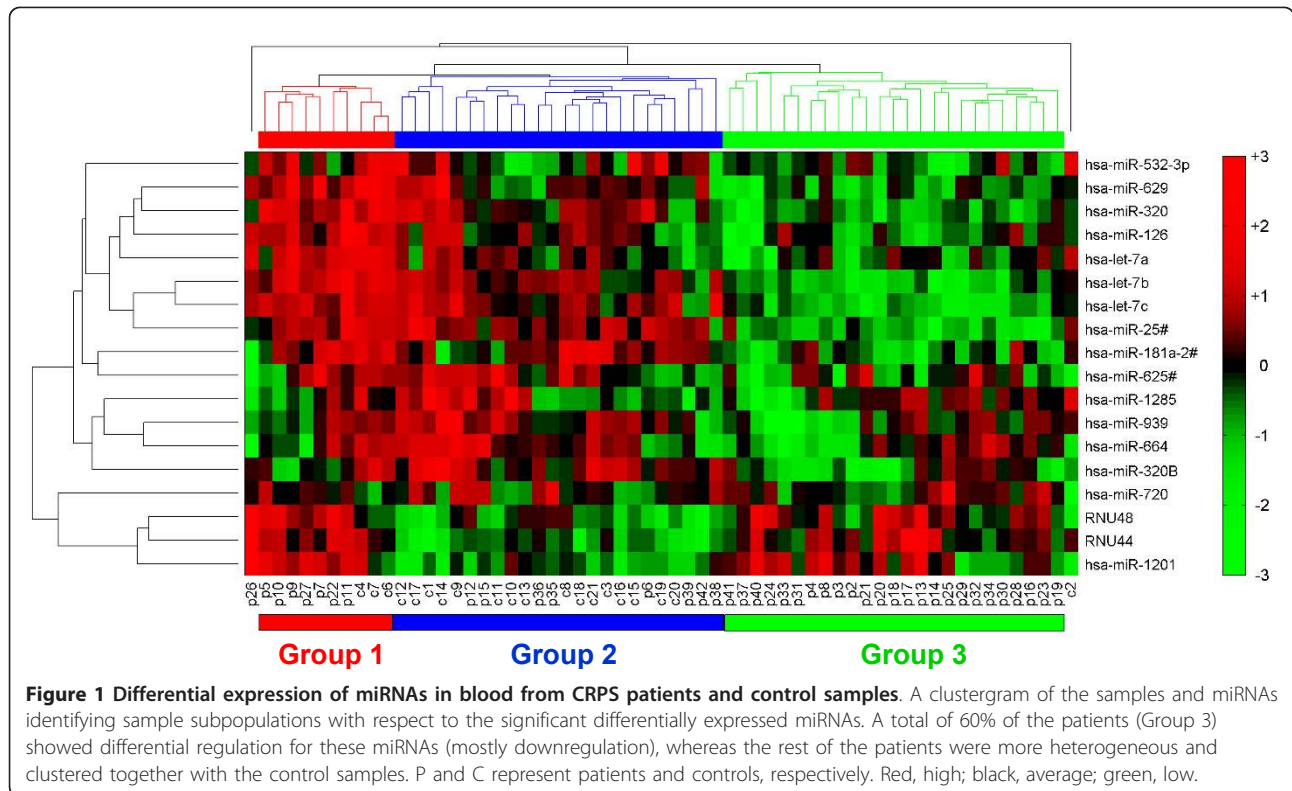 hsa-miR-532-3p
hsa-miR-629
hsa-miR-320
hsa-miR-126
hsa-let-7a
hsa-let-7b
hsa-let-7c
hsa-miR-25#
hsa-miR-181a-2#
hsa-miR-625#
hsa-miR-1285
hsa-miR-939
hsa-miR-664
hsa-miR-320B
hsa-miR-720
RNU48
RNU44
hsa-miR-1201
+3
+2
+1
0
-1
-2
-3
p26 p5 p10 p9 p27 p7 p22 p11 c4 c7 c6 c12 c17 c1 c14 c9 p12 p15 c11 c10 c13 p36 p35 c8 c18 c21 c3 c16 c15 p6 c19 c20 p39 p42 p38 p41 p37 p40 p24 p33 p31 p4 p8 p3 p2 p21 p20 p18 p17 p13 p14 p25 p29 p32 p34 p30 p28 p16 p23 p19 c2
Group 1 Group 2 Group 3
Figure 1 Differential expression of miRNAs in blood from CRPS patients and control samples. A clustergram of the samples and miRNAs
identifying sample subpopulations with respect to the significant differentially expressed miRNAs. A total of 60% of the patients (Group 3)
showed differential regulation for these miRNAs (mostly downregulation), whereas the rest of the patients were more heterogeneous and
clustered together with the control samples. P and C represent patients and controls, respectively. Red, high; black, average; green, low.